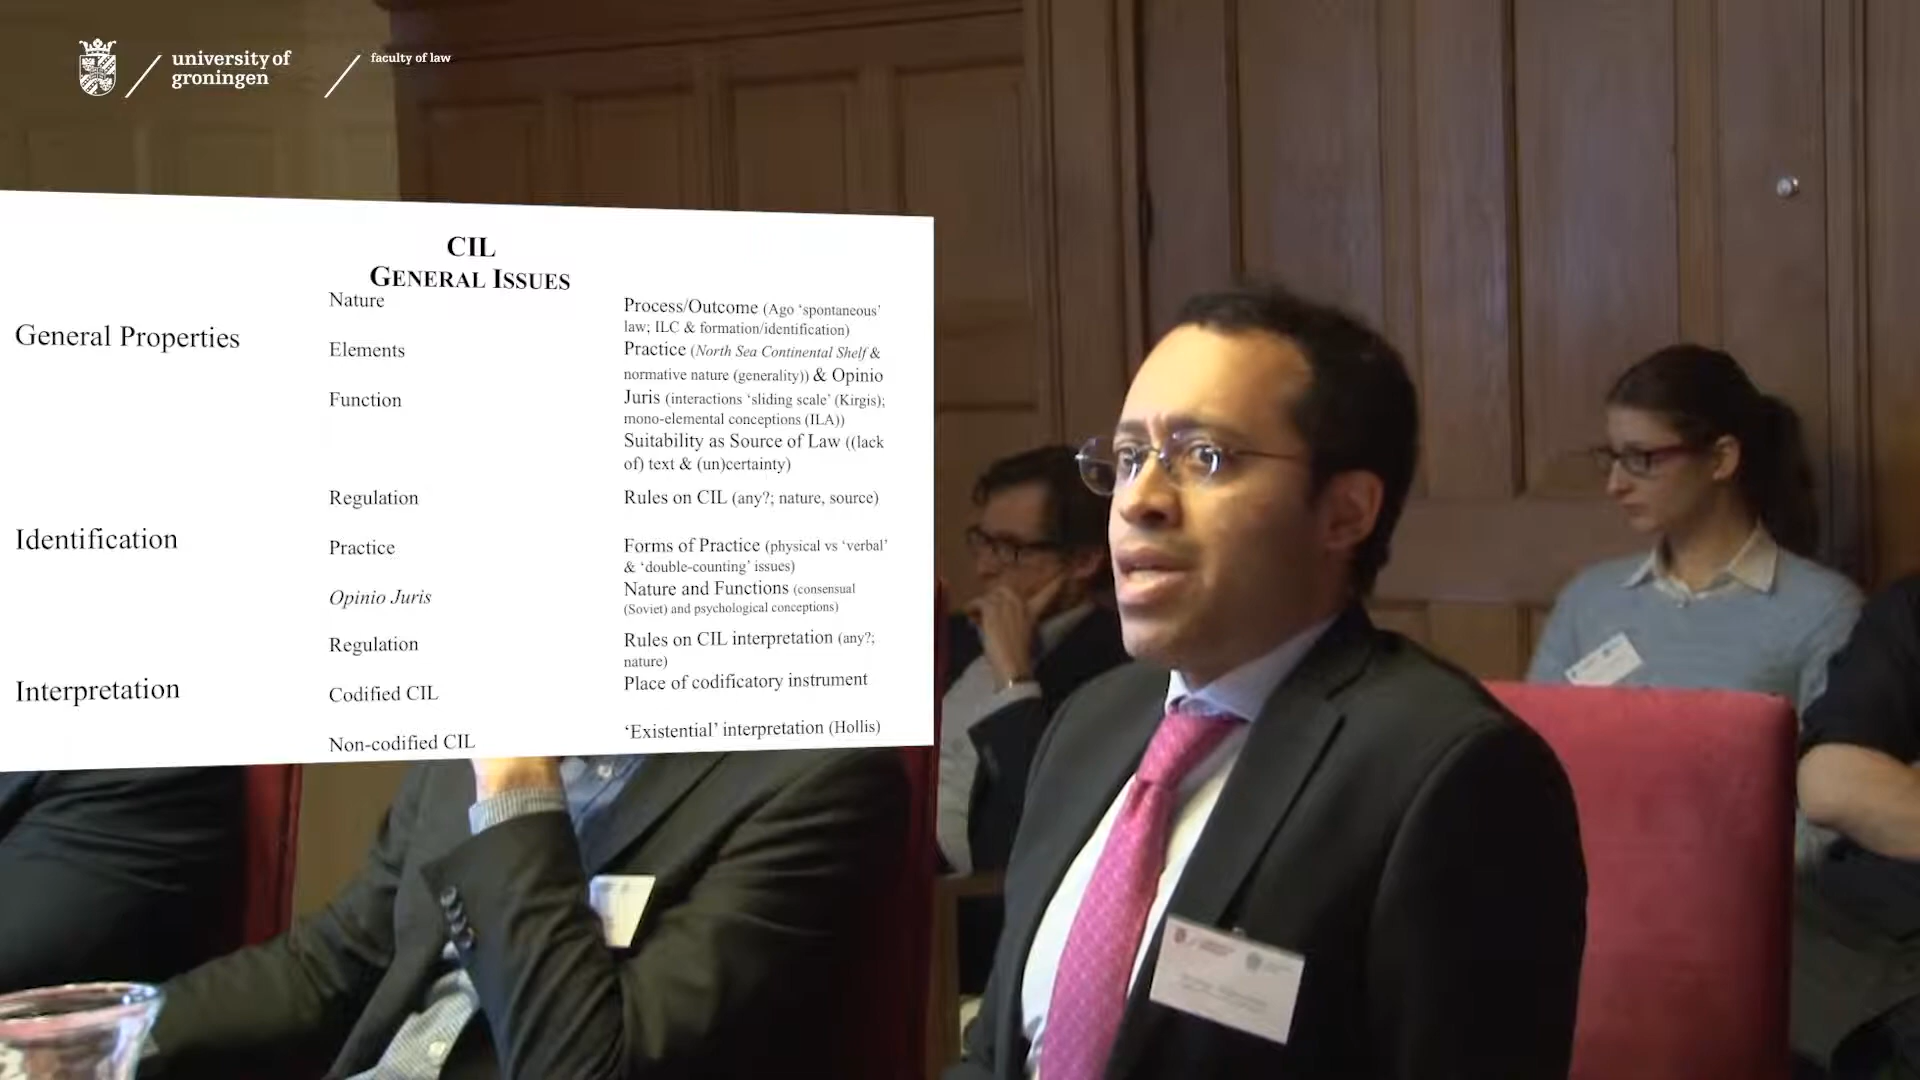 university of
groningen
faculty of law
CIL
GENERAL ISSUES
General Properties
Nature
Process/Outcome (Ago ‘spontaneous’
law; ILC & formation/identification)
Elements
Practice (North Sea Continental Shelf &
normative nature (generality)) & Opinio
Function
Juris (interactions ‘sliding scale’ (Kirgis);
mono-elemental conceptions (ILA))
Suitability as Source of Law ((lack
of) text & (un)certainty)
Identification
Regulation
Rules on CIL (any?; nature, source)
Practice
Forms of Practice (physical vs ‘verbal’
& ‘double-counting’ issues)
Opinio Juris
Nature and Functions (consensual
(Soviet) and psychological conceptions)
Interpretation
Regulation
Rules on CIL interpretation (any?;
nature)
Codified CIL
Place of codificatory instrument
Non-codified CIL
‘Existential’ interpretation (Hollis)